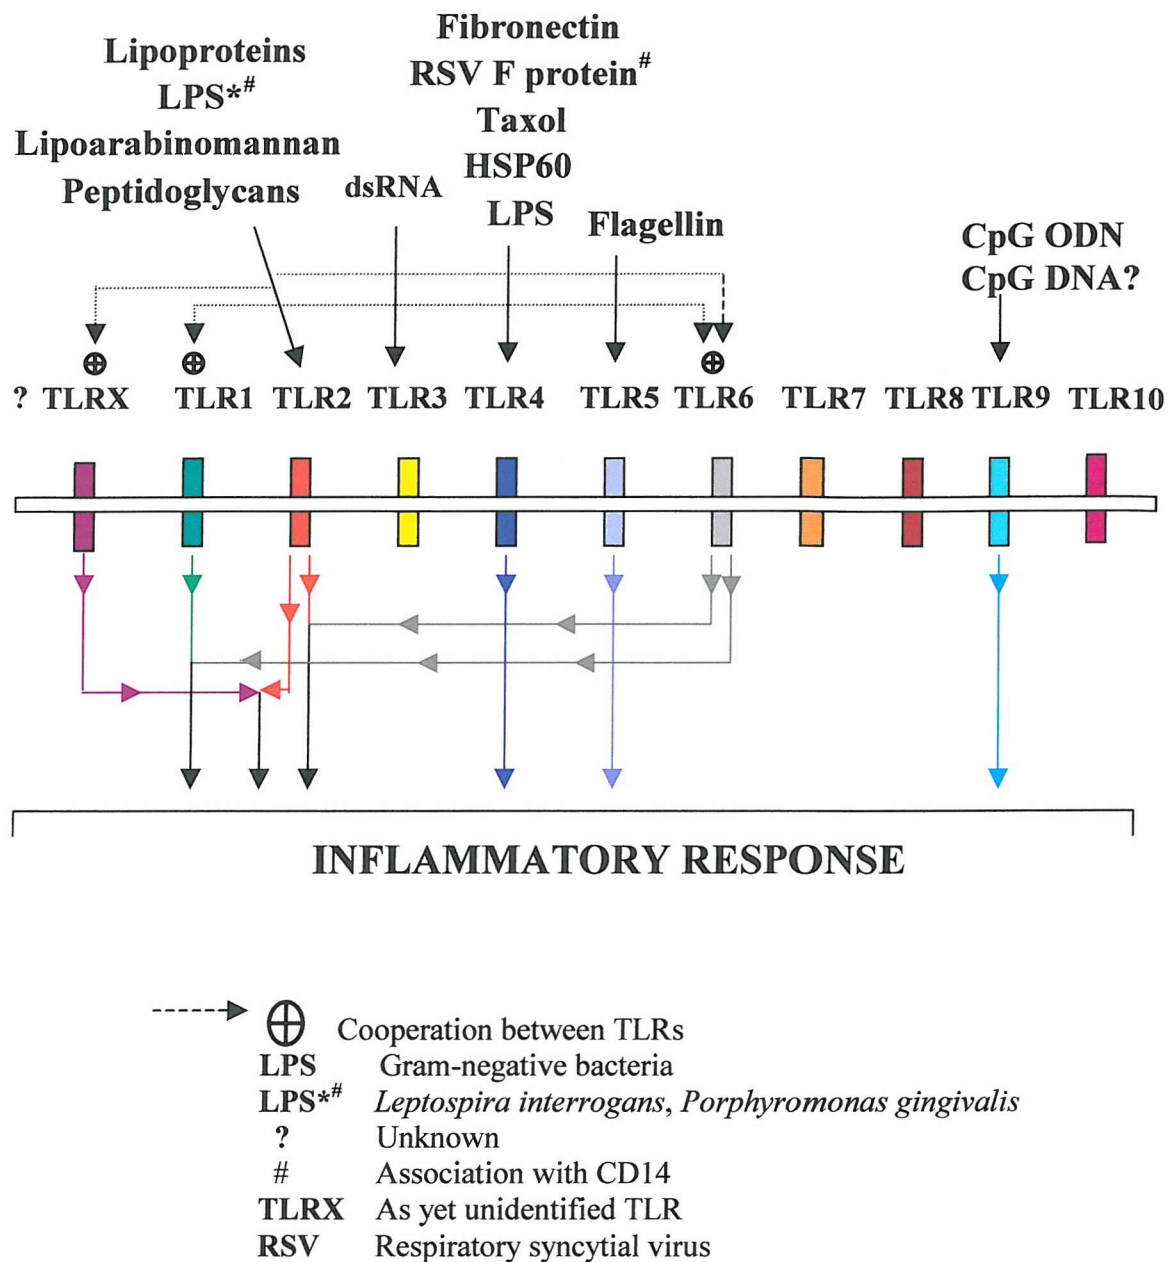 Lipoproteins
LPS*#
Lipoarabinomannan
Peptidoglycans
dsRNA
Fibronectin
RSV F protein#
Taxol
HSP60
LPS
Flagellin
CpG ODN
CpG DNA?
? TLRX TLR1 TLR2 TLR3 TLR4 TLR5 TLR6 TLR7 TLR8 TLR9 TLR10
INFLAMMATORY RESPONSE
Cooperation between TLRs
LPS Gram-negative bacteria
LPS*# Leptospira interrogans, Porphyromonas gingivalis
? Unknown
# Association with CD14
TLRX As yet unidentified TLR
RSV Respiratory syncytial virus